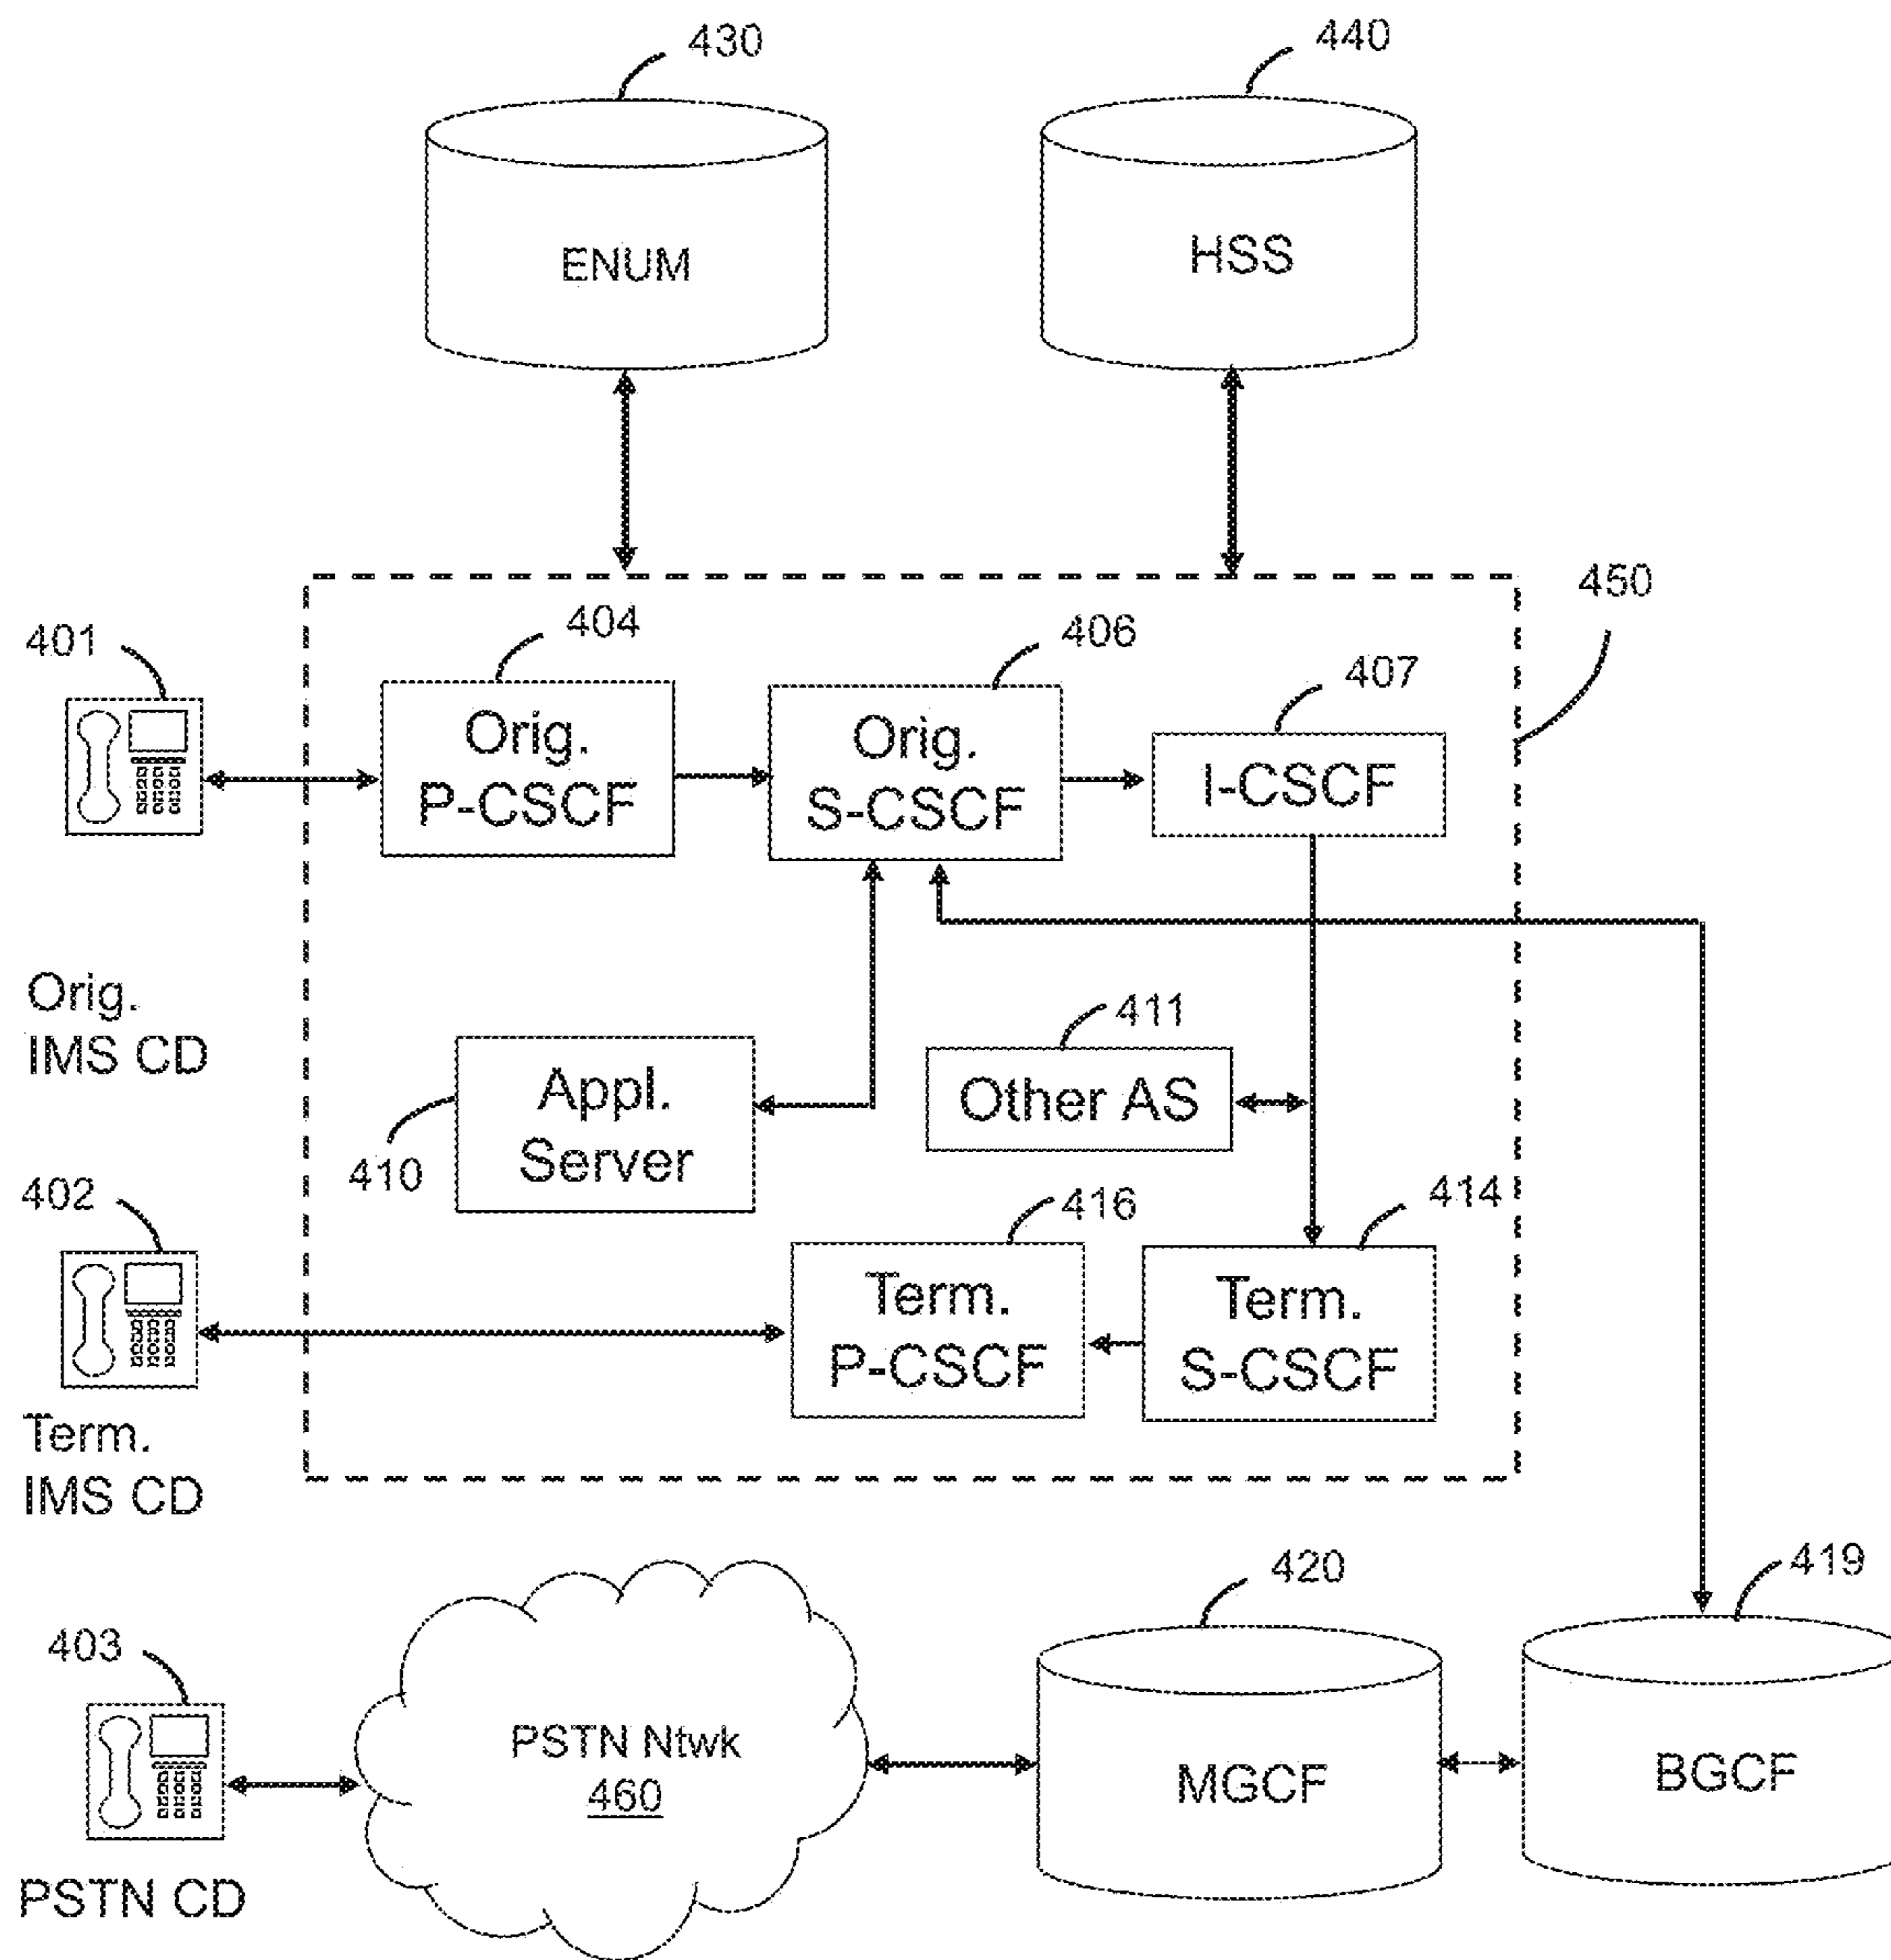 430
440
ENUM
HSS
450
401
404
406
407
Orig.
P-CSCF
Orig.
S-CSCF
I-CSCF
Orig.
IMS CD
411
Other AS
410
Appl.
Server
402
416
414
Term.
P-CSCF
Term.
S-CSCF
Term.
IMS CD
403
420
419
PSTN Ntwk
460
MGCF
BGCF
PSTN CD